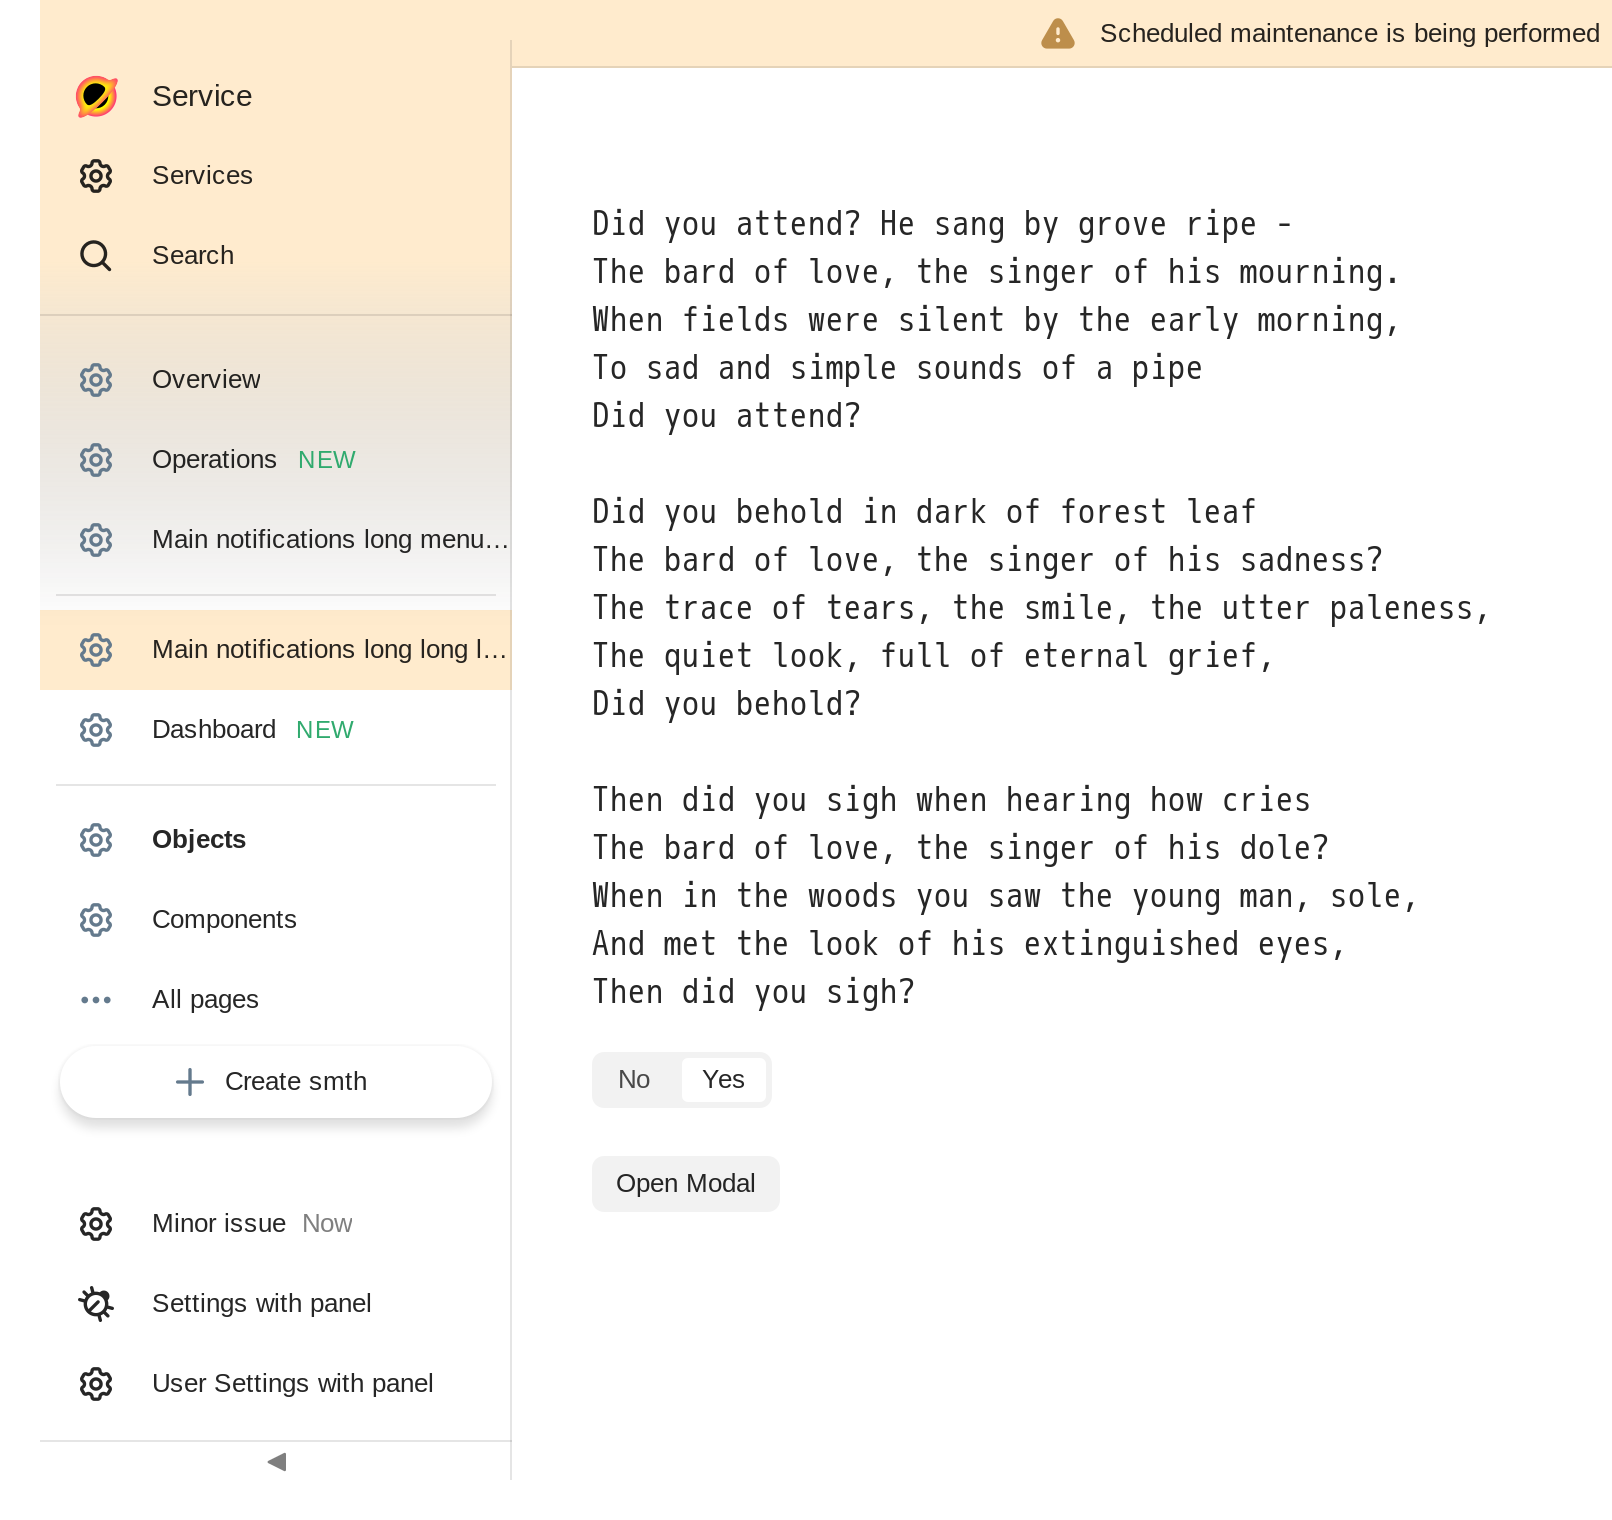 Scheduled maintenance is being performed
Service
Services
Search
Overview
Operations NEW
Main notifications long menu...
Main notifications long long l...
Dashboard NEW
Objects
Components
All pages
Create smth
Minor issue Now
Settings with panel
User Settings with panel
Did you attend? He sang by grove ripe -
The bard of love, the singer of his mourning.
When fields were silent by the early morning,
To sad and simple sounds of a pipe
Did you attend?
Did you behold in dark of forest leaf
The bard of love, the singer of his sadness?
The trace of tears, the smile, the utter paleness,
The quiet look, full of eternal grief,
Did you behold?
Then did you sigh when hearing how cries
The bard of love, the singer of his dole?
When in the woods you saw the young man, sole,
And met the look of his extinguished eyes,
Then did you sigh?
No Yes
Open Modal